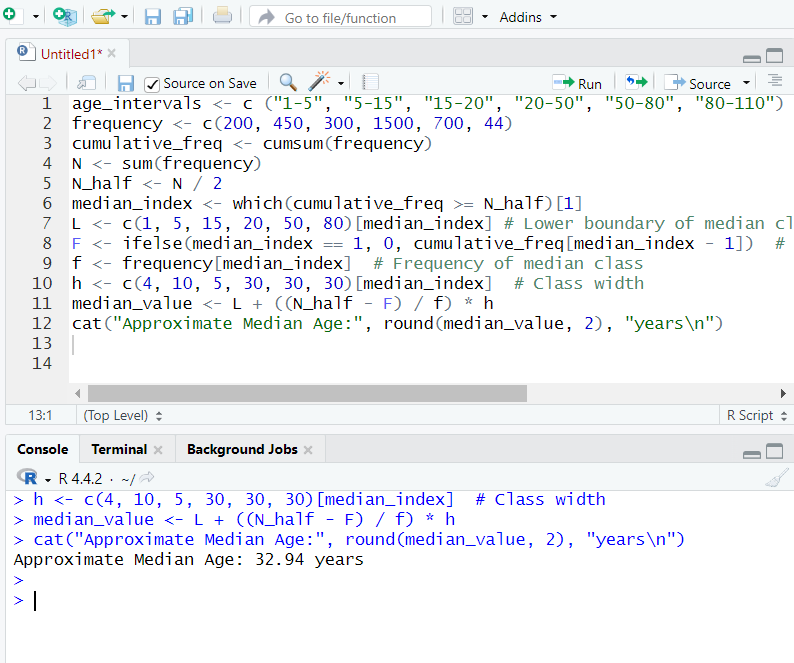 Go to file/function
Addins
Untitled1*
Source on Save
Run
Source
1 age_intervals <- c ("1-5", "5-15", "15-20", "20-50", "50-80", "80-110")
2 frequency <- c(200, 450, 300, 1500, 700, 44)
3 cumulative_freq <- cumsum(frequency)
4 N <- sum(frequency)
5 N_half <- N / 2
6 median_index <- which(cumulative_freq >= N_half)[1]
7 L <- c(1, 5, 15, 20, 50, 80)[median_index] # Lower boundary of median cl
8 F <- ifelse(median_index == 1, 0, cumulative_freq[median_index - 1])  #
9 f <- frequency[median_index]  # Frequency of median class
10 h <- c(4, 10, 5, 30, 30, 30)[median_index]  # Class width
11 median_value <- L + ((N_half - F) / f) * h
12 cat("Approximate Median Age:", round(median_value, 2), "years\n")
13
14
13:1
(Top Level)
R Script
Console
Terminal
Background Jobs
R
R 4.4.2 · ~/
> h <- c(4, 10, 5, 30, 30, 30)[median_index]  # Class width
> median_value <- L + ((N_half - F) / f) * h
> cat("Approximate Median Age:", round(median_value, 2), "years\n")
Approximate Median Age: 32.94 years
>
>